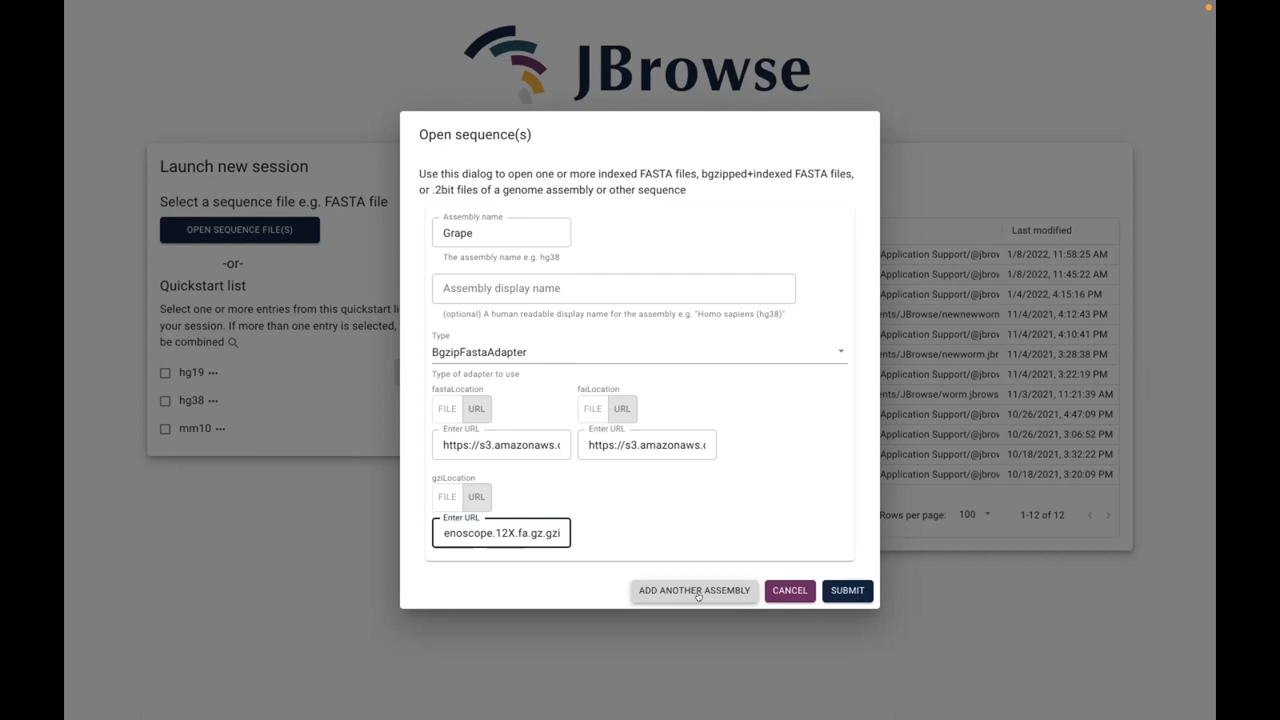 JBrowse
Launch new session
Select a sequence file e.g. FASTA file
OPEN SEQUENCE FILE(S)
-or-
Quickstart list
Select one or more entries from this quickstart li
your session. If more than one entry is selected,
be combined
hg19 ...
hg38 ...
mm10 ...
Open sequence(s)
Use this dialog to open one or more indexed FASTA files, bgzipped+indexed FASTA files,
or .2bit files of a genome assembly or other sequence
Assembly name
Grape
The assembly name e.g. hg38
Assembly display name
(optional) A human readable display name for the assembly e.g. "Homo sapiens (hg38)"
Type
BgzipFastaAdapter
Type of adapter to use
fastaLocation faiLocation
FILE URL FILE URL
Enter URL Enter URL
https://s3.amazonaws.c https://s3.amazonaws.c
gziLocation
FILE URL
Enter URL
enoscope.12X.fa.gz.gzi
ADD ANOTHER ASSEMBLY CANCEL SUBMIT
Last modified
Application Support/@jbrow 1/8/2022, 11:58:25 AM
Application Support/@jbrow 1/8/2022, 11:45:22 AM
Application Support/@jbrow 1/4/2022, 4:15:16 PM
nts/JBrowse/newnewworn 11/4/2021, 4:12:43 PM
Application Support/@jbrow 11/4/2021, 4:10:41 PM
nts/JBrowse/newworm.jbr 11/4/2021, 3:28:38 PM
Application Support/@jbrow 11/4/2021, 3:22:19 PM
nts/JBrowse/worm.jbrows 11/3/2021, 11:21:39 AM
Application Support/@jbrow 10/26/2021, 4:47:09 PM
Application Support/@jbrow 10/26/2021, 3:06:52 PM
Application Support/@jbrow 10/18/2021, 3:32:22 PM
Application Support/@jbrow 10/18/2021, 3:20:09 PM
Rows per page: 100 1-12 of 12